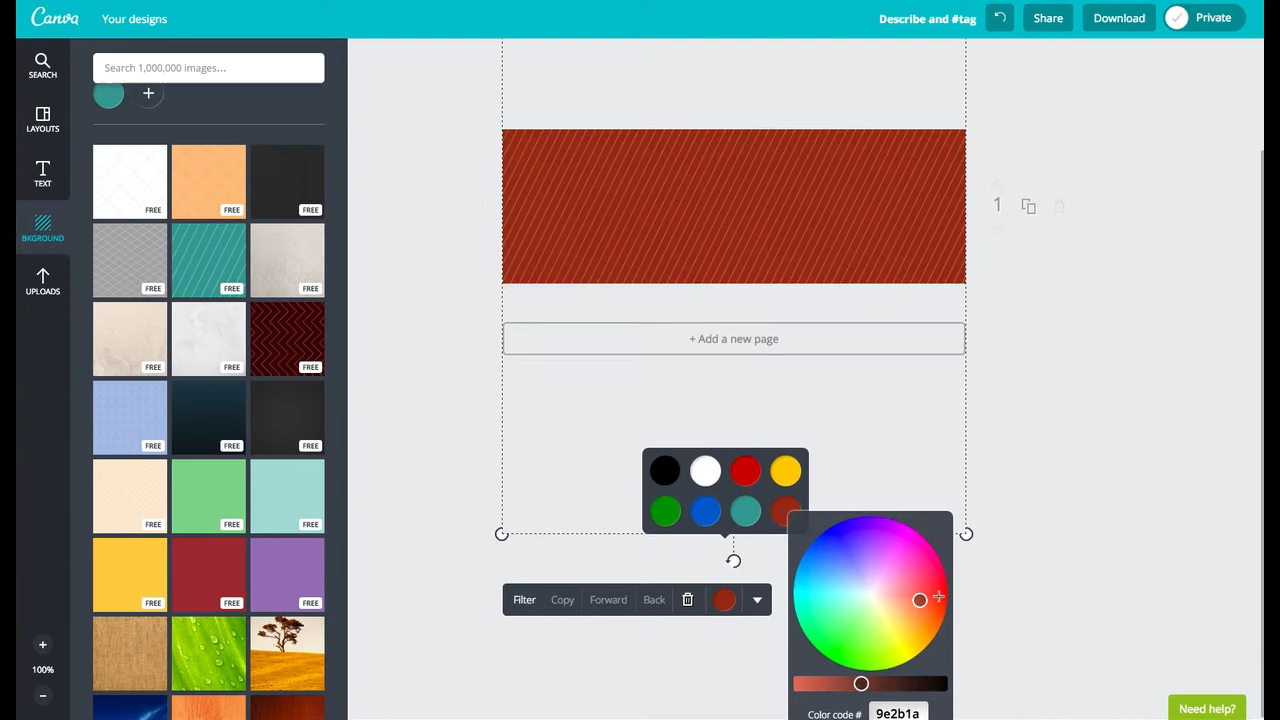 Canva
Your designs
Describe and #tag
Share
Download
Private
SEARCH
LAYOUTS
TEXT
BKGROUND
UPLOADS
100%
Search 1,000,000 images...
FREE FREE FREE
FREE FREE FREE
FREE FREE FREE
FREE FREE FREE
FREE FREE FREE
FREE FREE FREE
1
+ Add a new page
Filter Copy Forward Back
Color code # 9e2b1a
Need help?